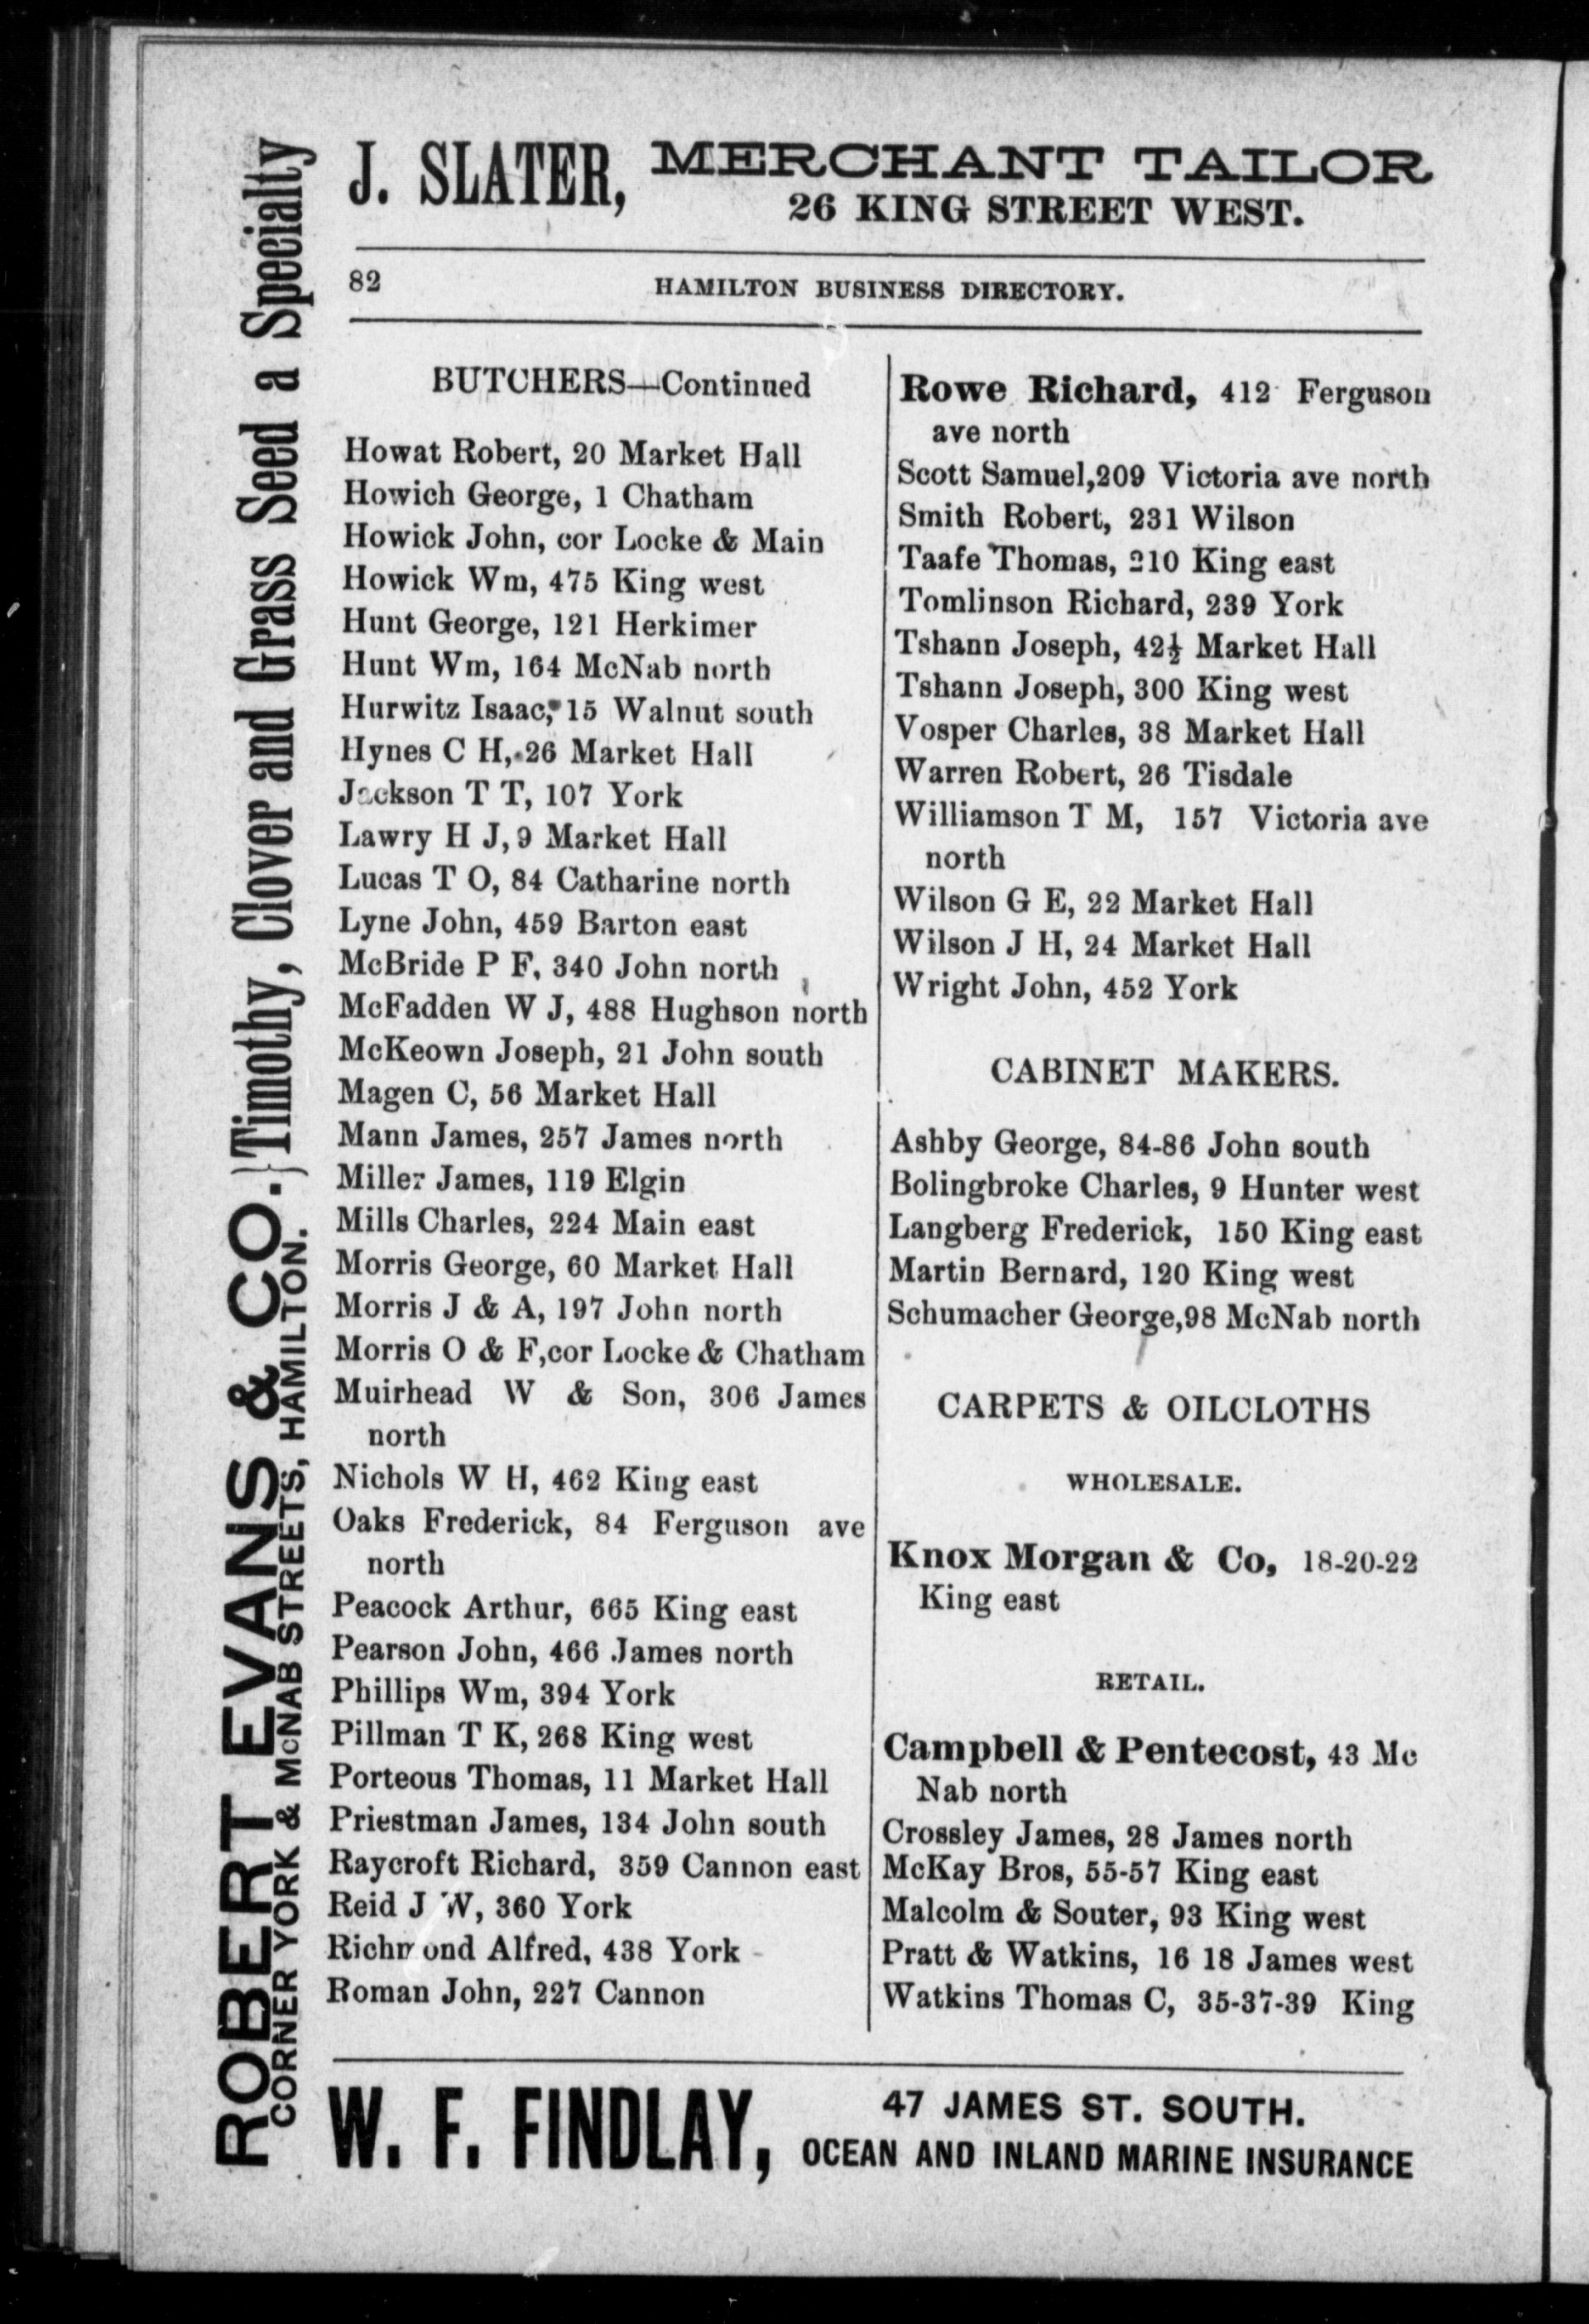 J. SLATER, MERCHANT TAILOR
26 KING STREET WEST.
82 HAMILTON BUSINESS DIRECTORY.
BUTCHERS—Continued
Howat Robert, 20 Market Hall
Howich George, 1 Chatham
Howick John, cor Locke & Main
Howick Wm, 475 King west
Hunt George, 121 Herkimer
Hunt Wm, 164 McNab north
Hurwitz Isaac, 15 Walnut south
Hynes C H, 26 Market Hall
Jackson T T, 107 York
Lawry H J, 9 Market Hall
Lucas T O, 84 Catharine north
Lyne John, 459 Barton east
McBride P F, 340 John north
McFadden W J, 488 Hughson north
McKeown Joseph, 21 John south
Magen C, 56 Market Hall
Mann James, 257 James north
Miller James, 119 Elgin
Mills Charles, 224 Main east
Morris George, 60 Market Hall
Morris J & A, 197 John north
Morris O & F,cor Locke & Chatham
Muirhead W & Son, 306 James
north
Nichols W H, 462 King east
Oaks Frederick, 84 Ferguson ave
north
Peacock Arthur, 665 King east
Pearson John, 466 James north
Phillips Wm, 394 York
Pillman T K, 268 King west
Porteous Thomas, 11 Market Hall
Priestman James, 134 John south
Raycroft Richard, 359 Cannon east
Reid J W, 360 York
Richmond Alfred, 438 York
Roman John, 227 Cannon
Rowe Richard, 412 Ferguson
ave north
Scott Samuel,209 Victoria ave north
Smith Robert, 231 Wilson
Taafe Thomas, 210 King east
Tomlinson Richard, 239 York
Tshann Joseph, 42½ Market Hall
Tshann Joseph, 300 King west
Vosper Charles, 38 Market Hall
Warren Robert, 26 Tisdale
Williamson T M, 157 Victoria ave
north
Wilson G E, 22 Market Hall
Wilson J H, 24 Market Hall
Wright John, 452 York
CABINET MAKERS.
Ashby George, 84-86 John south
Bolingbroke Charles, 9 Hunter west
Langberg Frederick, 150 King east
Martin Bernard, 120 King west
Schumacher George,98 McNab north
CARPETS & OILCLOTHS
WHOLESALE.
Knox Morgan & Co, 18-20-22
King east
RETAIL.
Campbell & Pentecost, 43 Mc
Nab north
Crossley James, 28 James north
McKay Bros, 55-57 King east
Malcolm & Souter, 93 King west
Pratt & Watkins, 16 18 James west
Watkins Thomas C, 35-37-39 King
W. F. FINDLAY, 47 JAMES ST. SOUTH.
OCEAN AND INLAND MARINE INSURANCE
ROBERT EVANS & CO. } Timothy, Clover and Grass Seed a Specialty
CORNER YORK & MCNAB STREETS, HAMILTON.